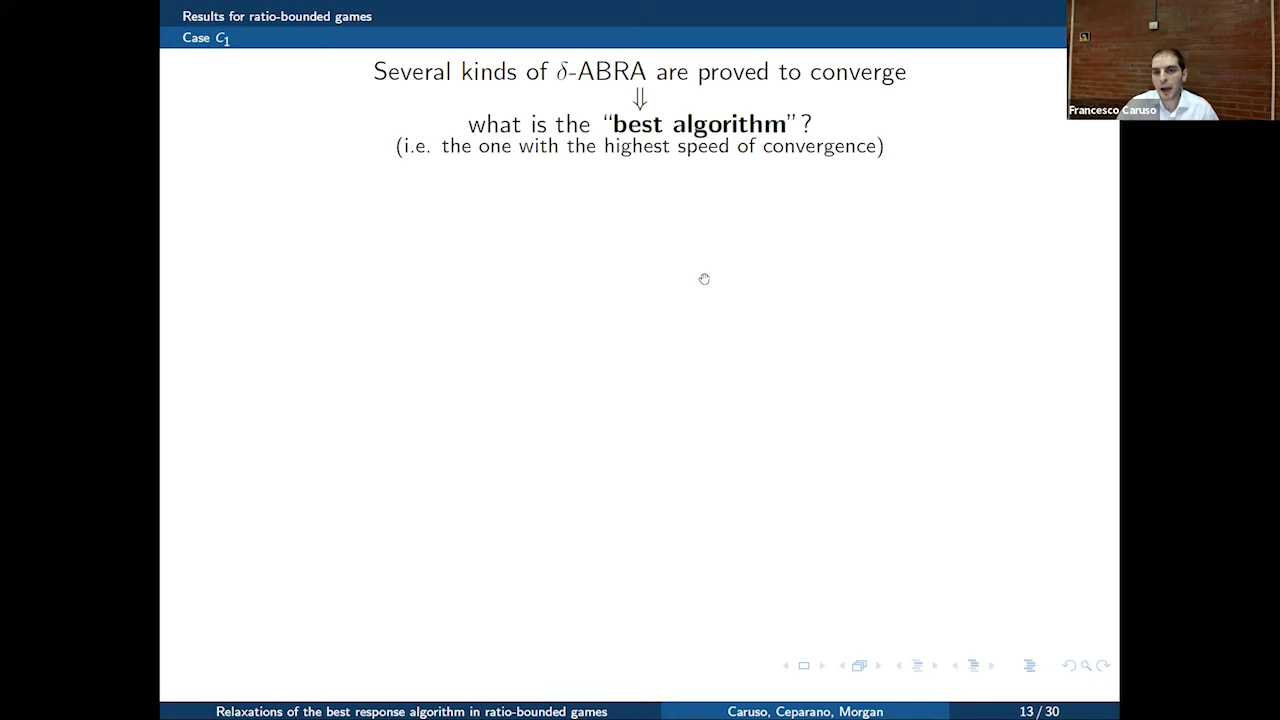 Results for ratio-bounded games
Case C₁
Several kinds of δ-ABRA are proved to converge
⇓
what is the “best algorithm”?
(i.e. the one with the highest speed of convergence)
Francesco Caruso
Relaxations of the best response algorithm in ratio-bounded games
Caruso, Ceparano, Morgan
13 / 30